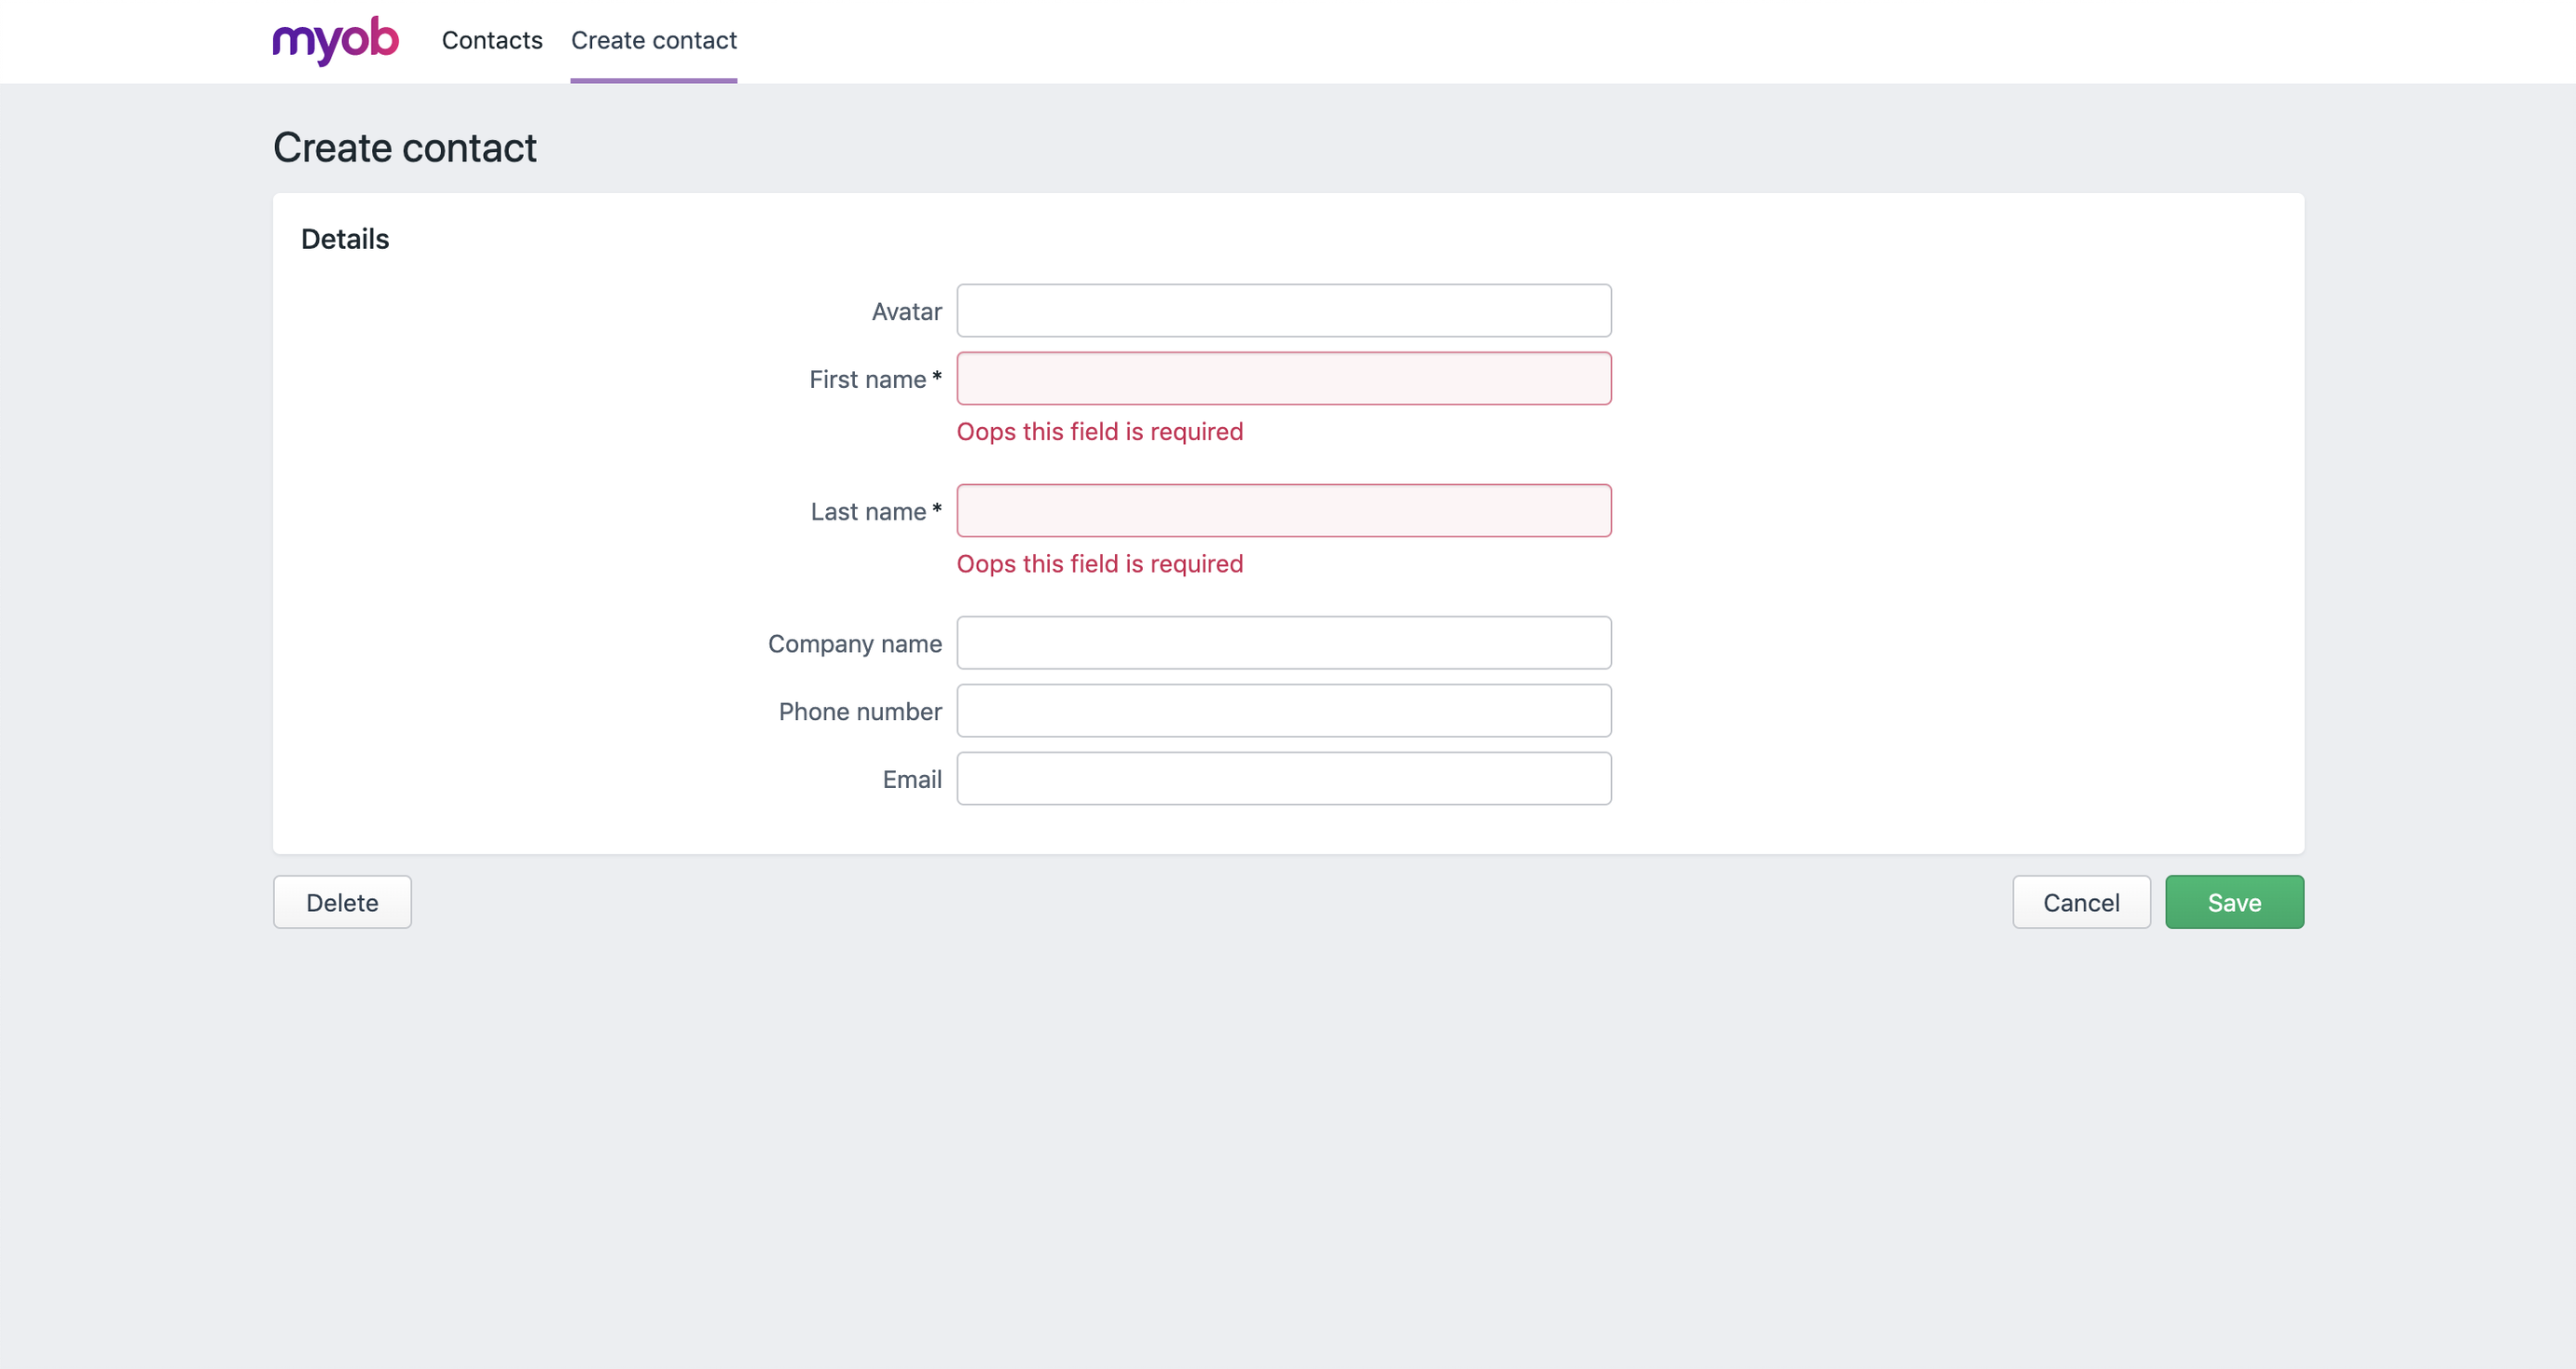 myob Contacts Create contact
Create contact
Details
Avatar
First name *
Oops this field is required
Last name *
Oops this field is required
Company name
Phone number
Email
Delete Cancel Save